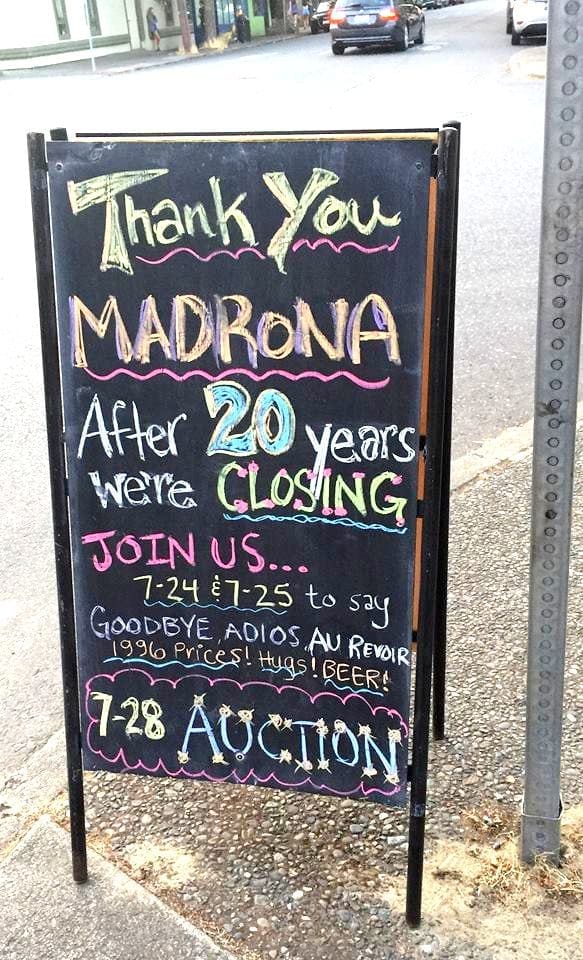 Thank You
MADRONA
After 20 years
we're CLOSING
JOIN US...
7-24 & 7-25 to say
GOODBYE, ADIOS, AU REVOIR
1996 Prices! Hugs! BEER!
7-28 AUCTION